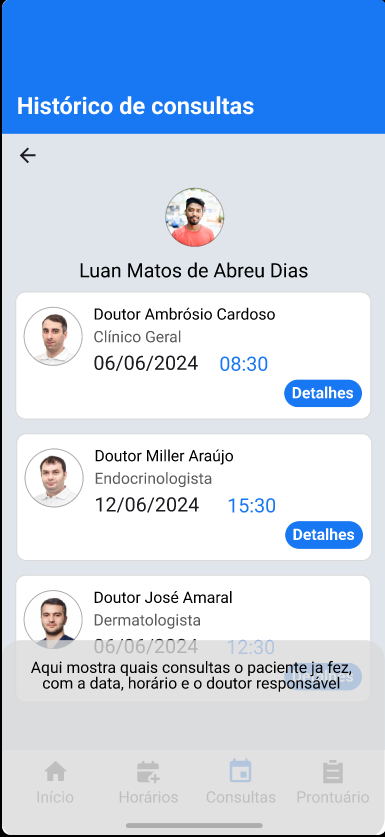 Histórico de consultas
Luan Matos de Abreu Dias
Doutor Ambrósio Cardoso
Clínico Geral
06/06/2024 08:30
Detalhes
Doutor Miller Araújo
Endocrinologista
12/06/2024 15:30
Detalhes
Doutor José Amaral
Dermatologista
06/06/2024 12:30
Detalhes
Aqui mostra quais consultas o paciente ja fez,
com a data, horário e o doutor responsável
Início Horários Consultas Prontuário